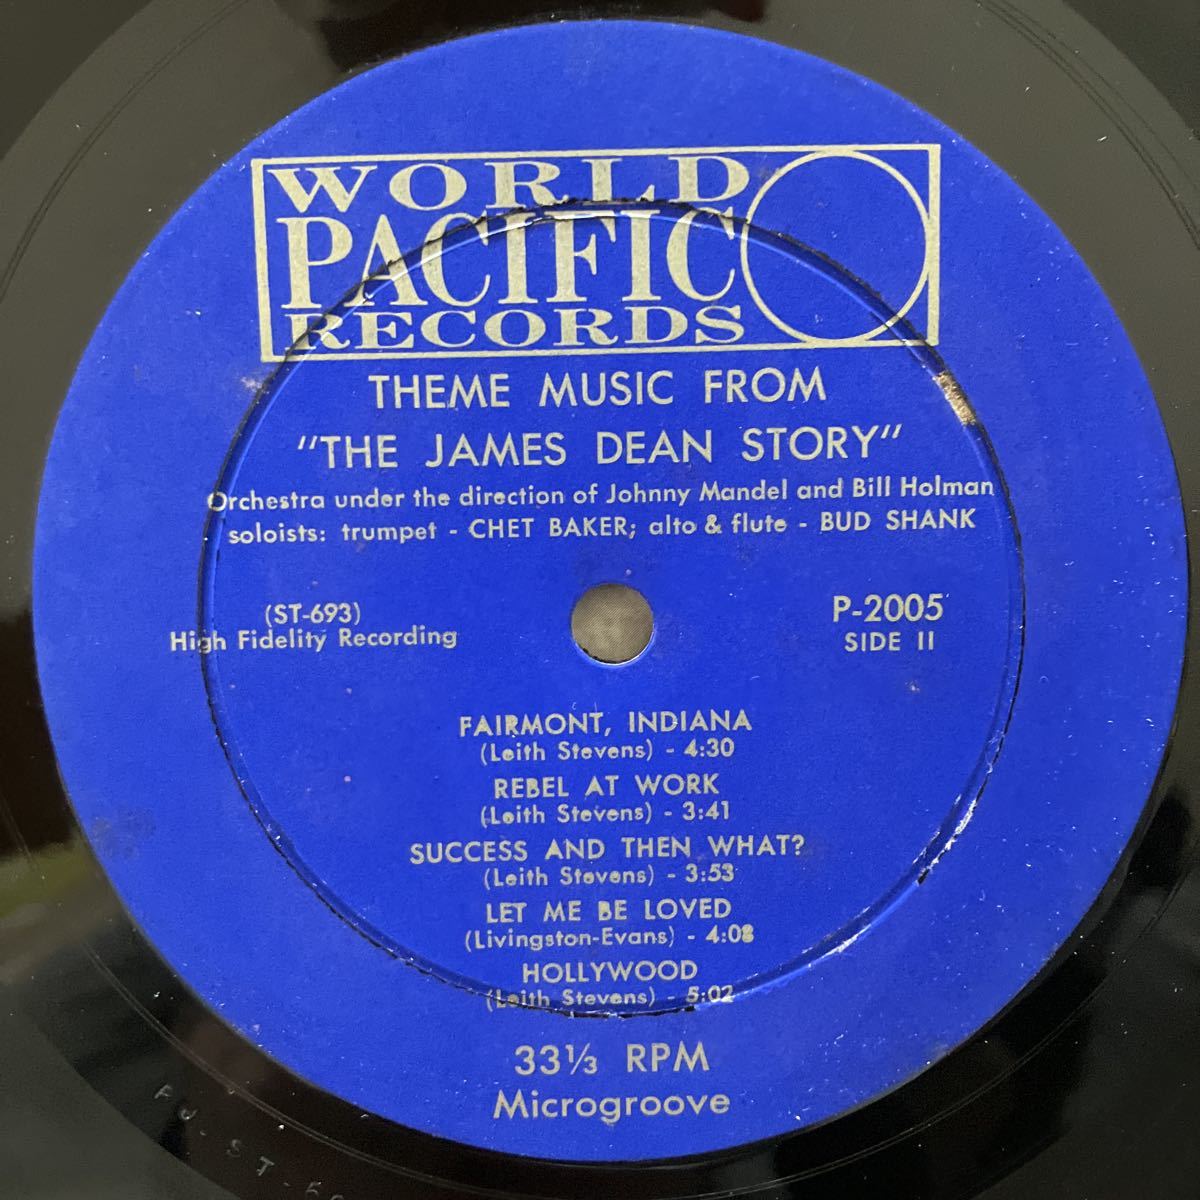 WORLD
PACIFIC
RECORDS
THEME MUSIC FROM
"THE JAMES DEAN STORY"
Orchestra under the direction of Johnny Mandel and Bill Holman
soloists: trumpet - CHET BAKER; alto & flute - BUD SHANK
(ST-693)
High Fidelity Recording
P-2005
SIDE II
FAIRMONT, INDIANA
(Leith Stevens) - 4:30
REBEL AT WORK
(Leith Stevens) - 3:41
SUCCESS AND THEN WHAT?
(Leith Stevens) - 3:53
LET ME BE LOVED
(Livingston-Evans) - 4:08
HOLLYWOOD
(Leith Stevens) - 5:02
33⅓ RPM
Microgroove